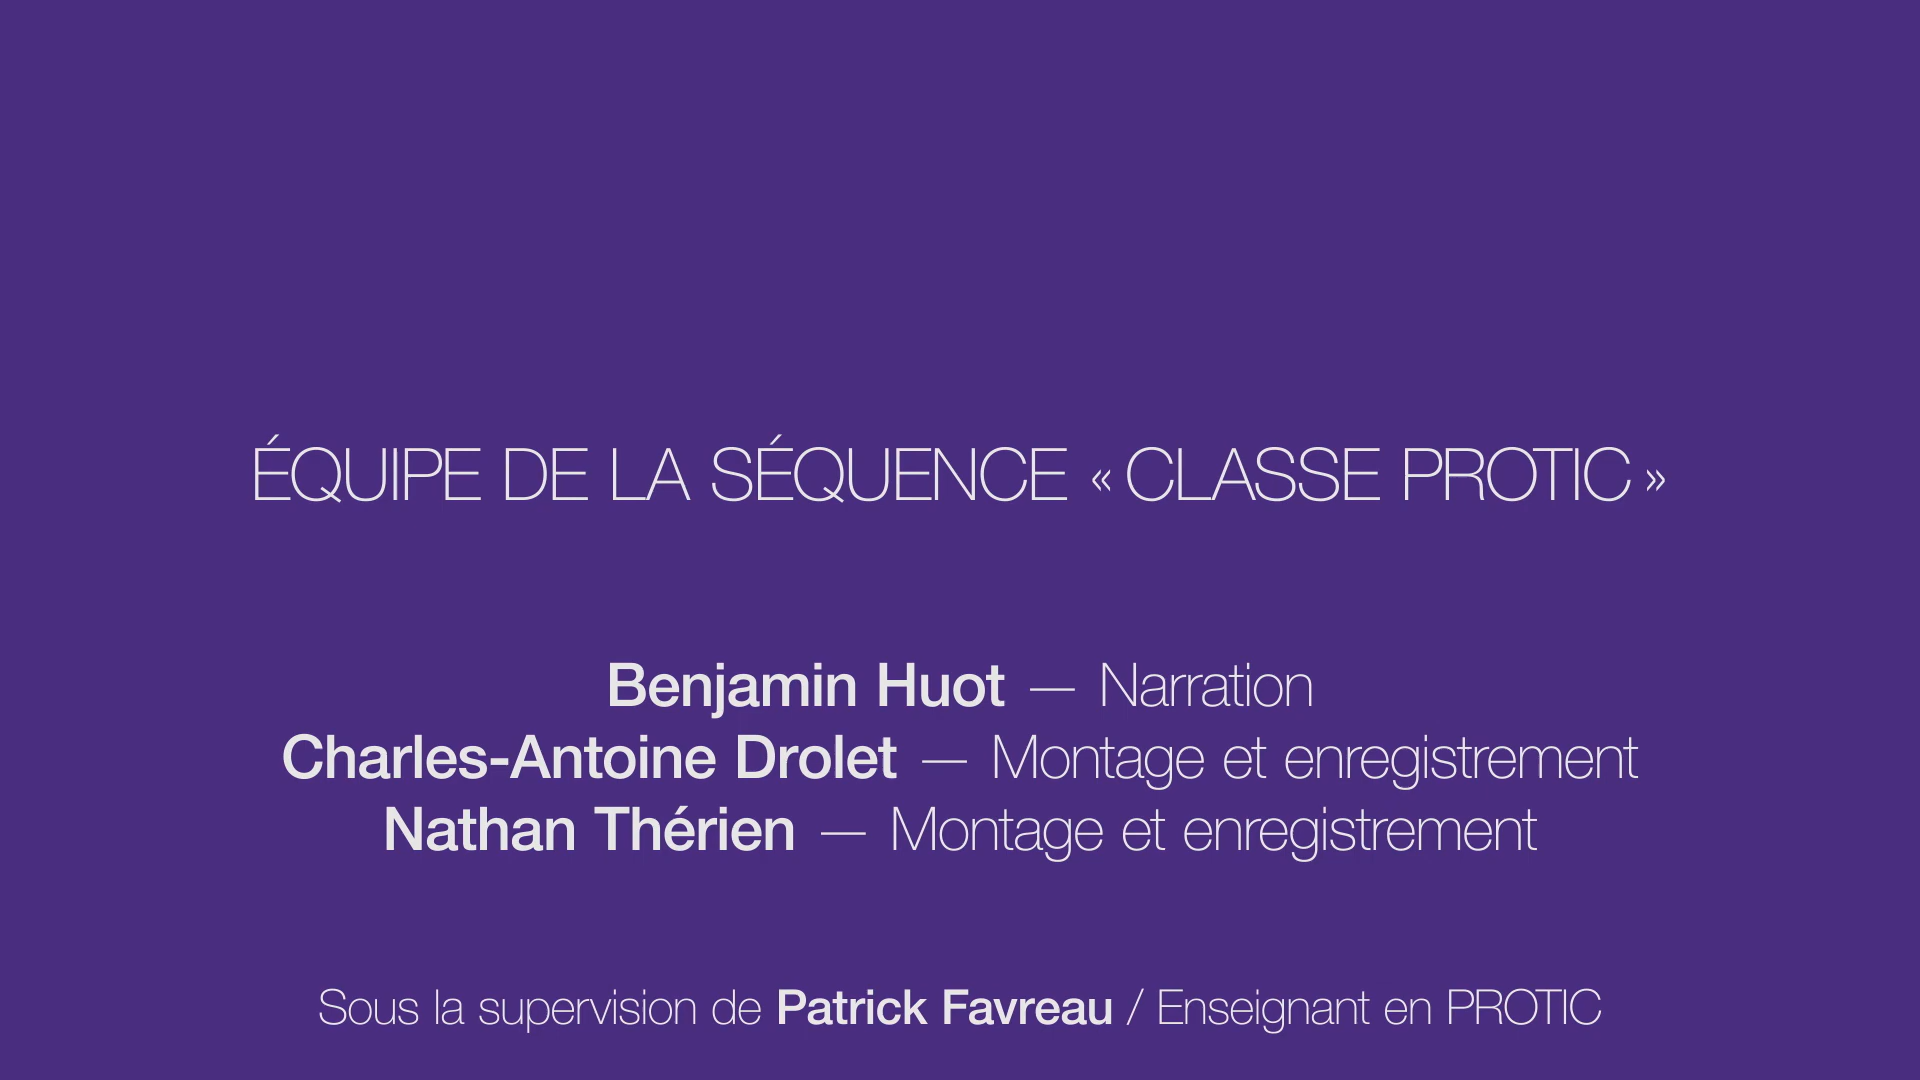 ÉQUIPE DE LA SÉQUENCE « CLASSE PROTIC »
Benjamin Huot — Narration
Charles-Antoine Drolet — Montage et enregistrement
Nathan Thérien — Montage et enregistrement
Sous la supervision de Patrick Favreau / Enseignant en PROTIC